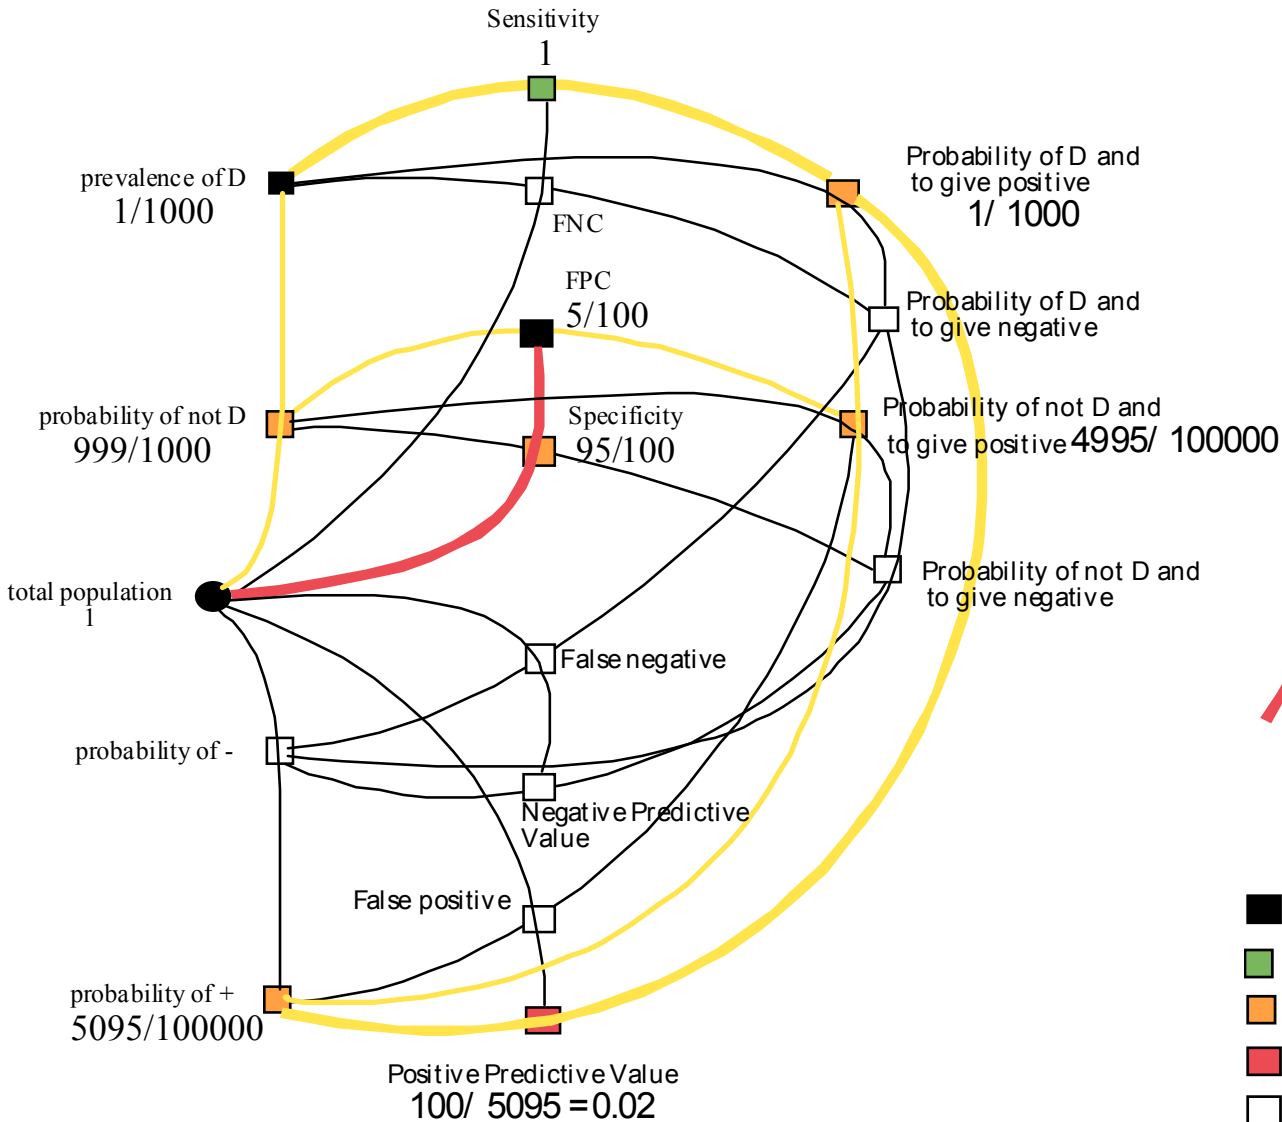 Sensitivity
1
prevalence of D
1/1000
Probability of D and
to give positive
1/ 1000
FNC
FPC
5/100
Probability of D and
to give negative
probability of not D
999/1000
Specificity
95/100
Probability of not D and
to give positive 4995/ 100000
total population
1
Probability of not D and
to give negative
False negative
probability of -
Negative Predictive
Value
False positive
probability of +
5095/100000
Positive Predictive Value
100/ 5095 =0.02